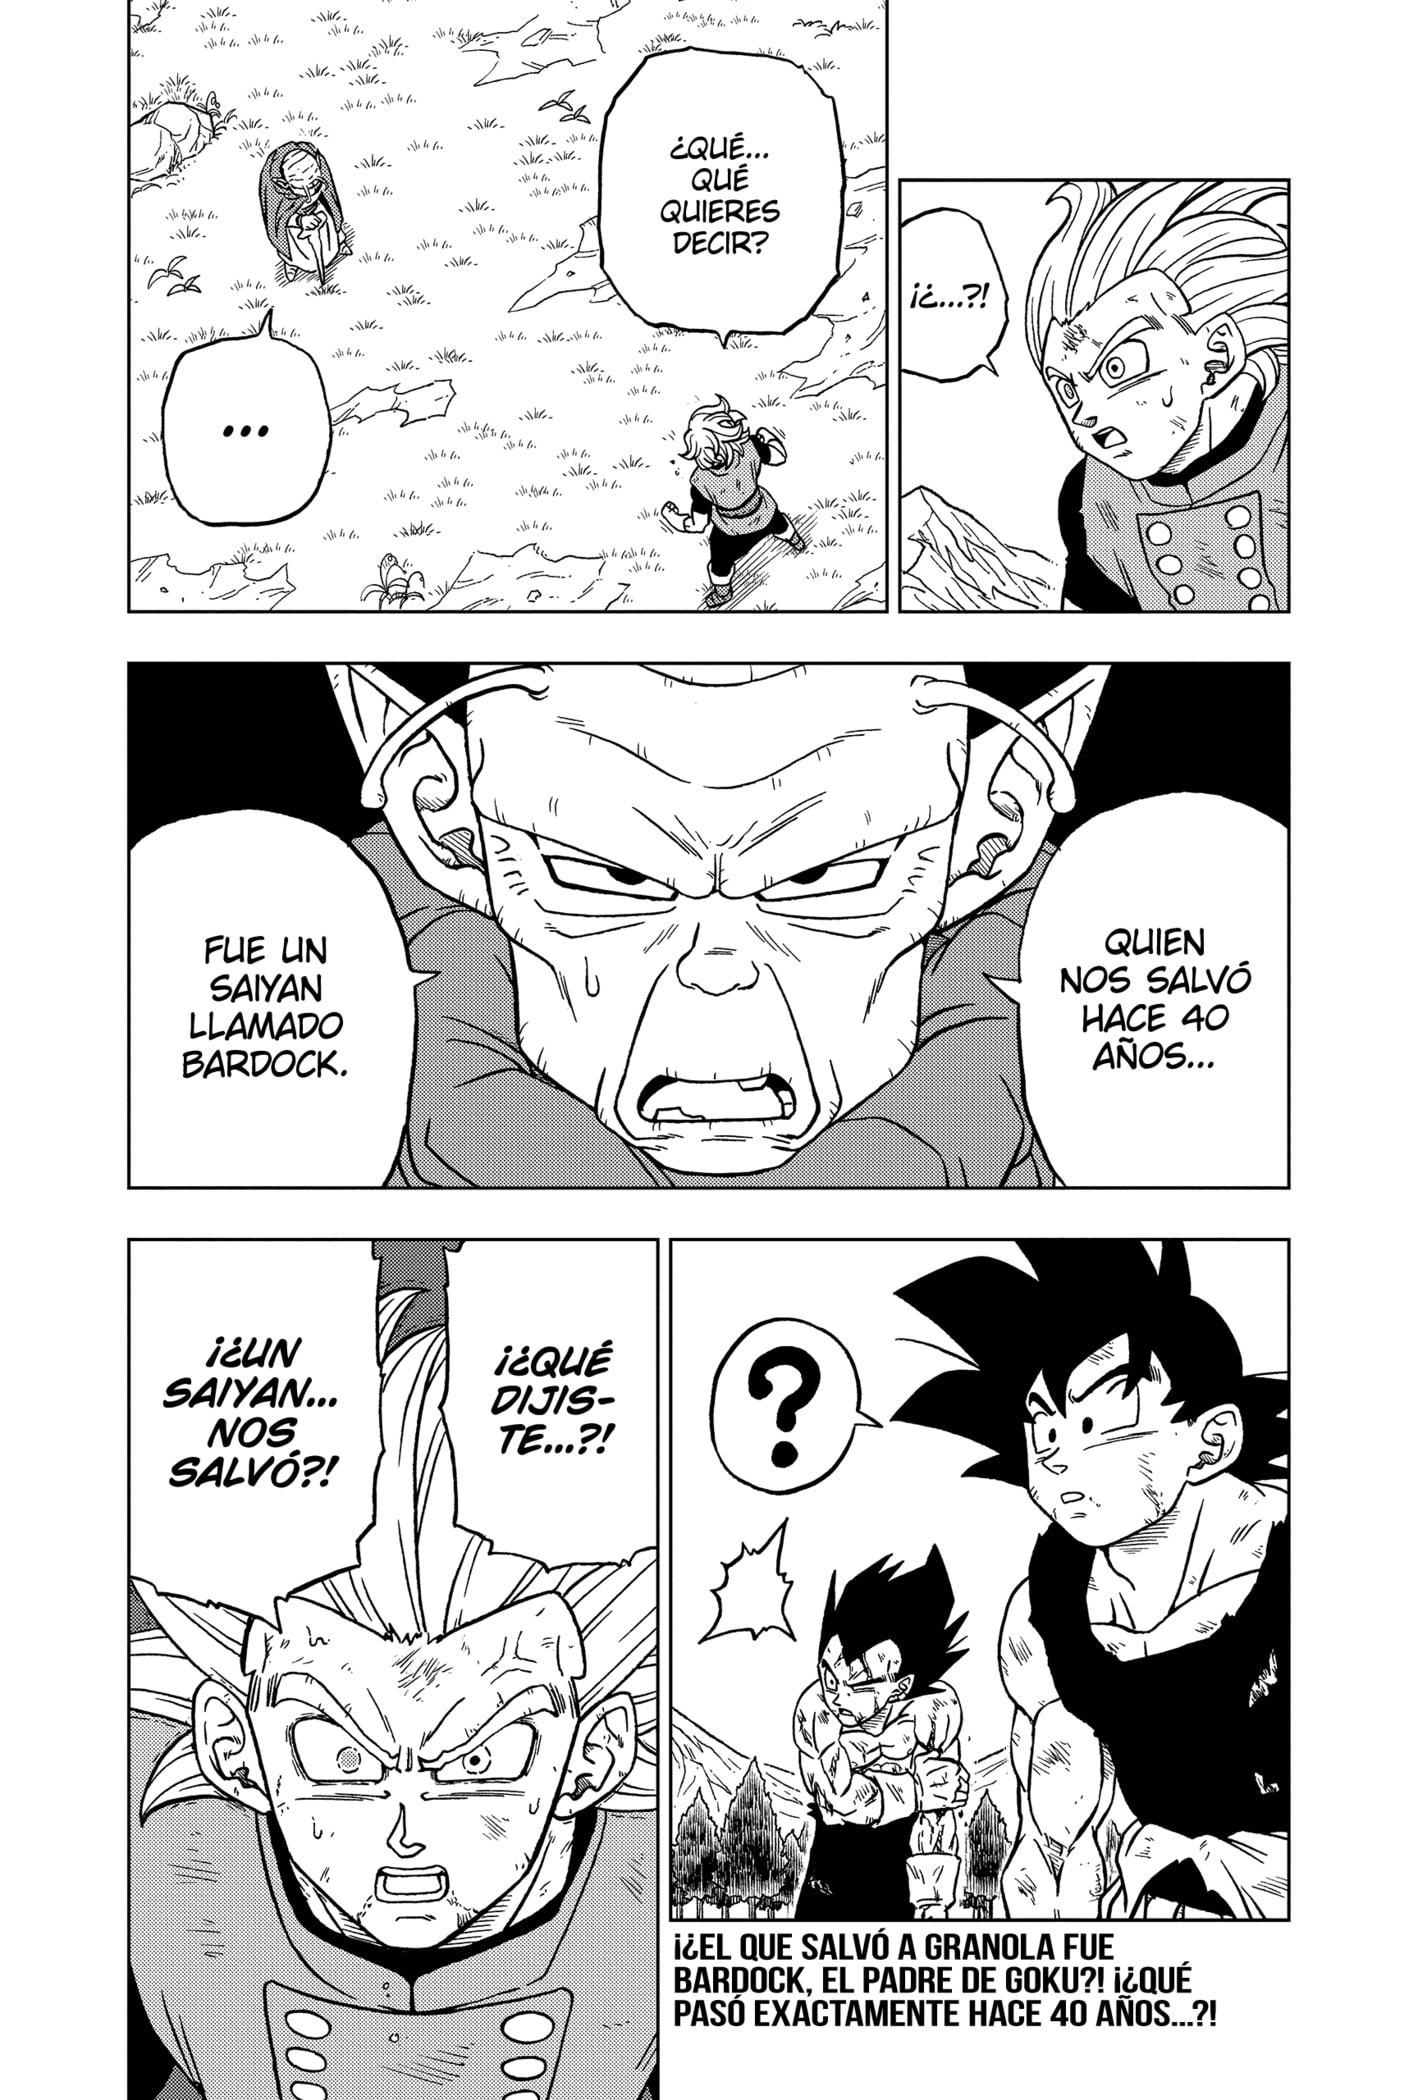 ¡¿...?!
¿QUÉ...
QUÉ
QUIERES
DECIR?
...
QUIEN
NOS SALVÓ
HACE 40
AÑOS...
FUE UN
SAIYAN
LLAMADO
BARDOCK.
?
¡¿QUÉ
DIJIS-
TE...?!
¡¿UN
SAIYAN...
NOS
SALVÓ?!
¡¿EL QUE SALVÓ A GRANOLA FUE
BARDOCK, EL PADRE DE GOKU?! ¡¿QUÉ
PASÓ EXACTAMENTE HACE 40 AÑOS...?!